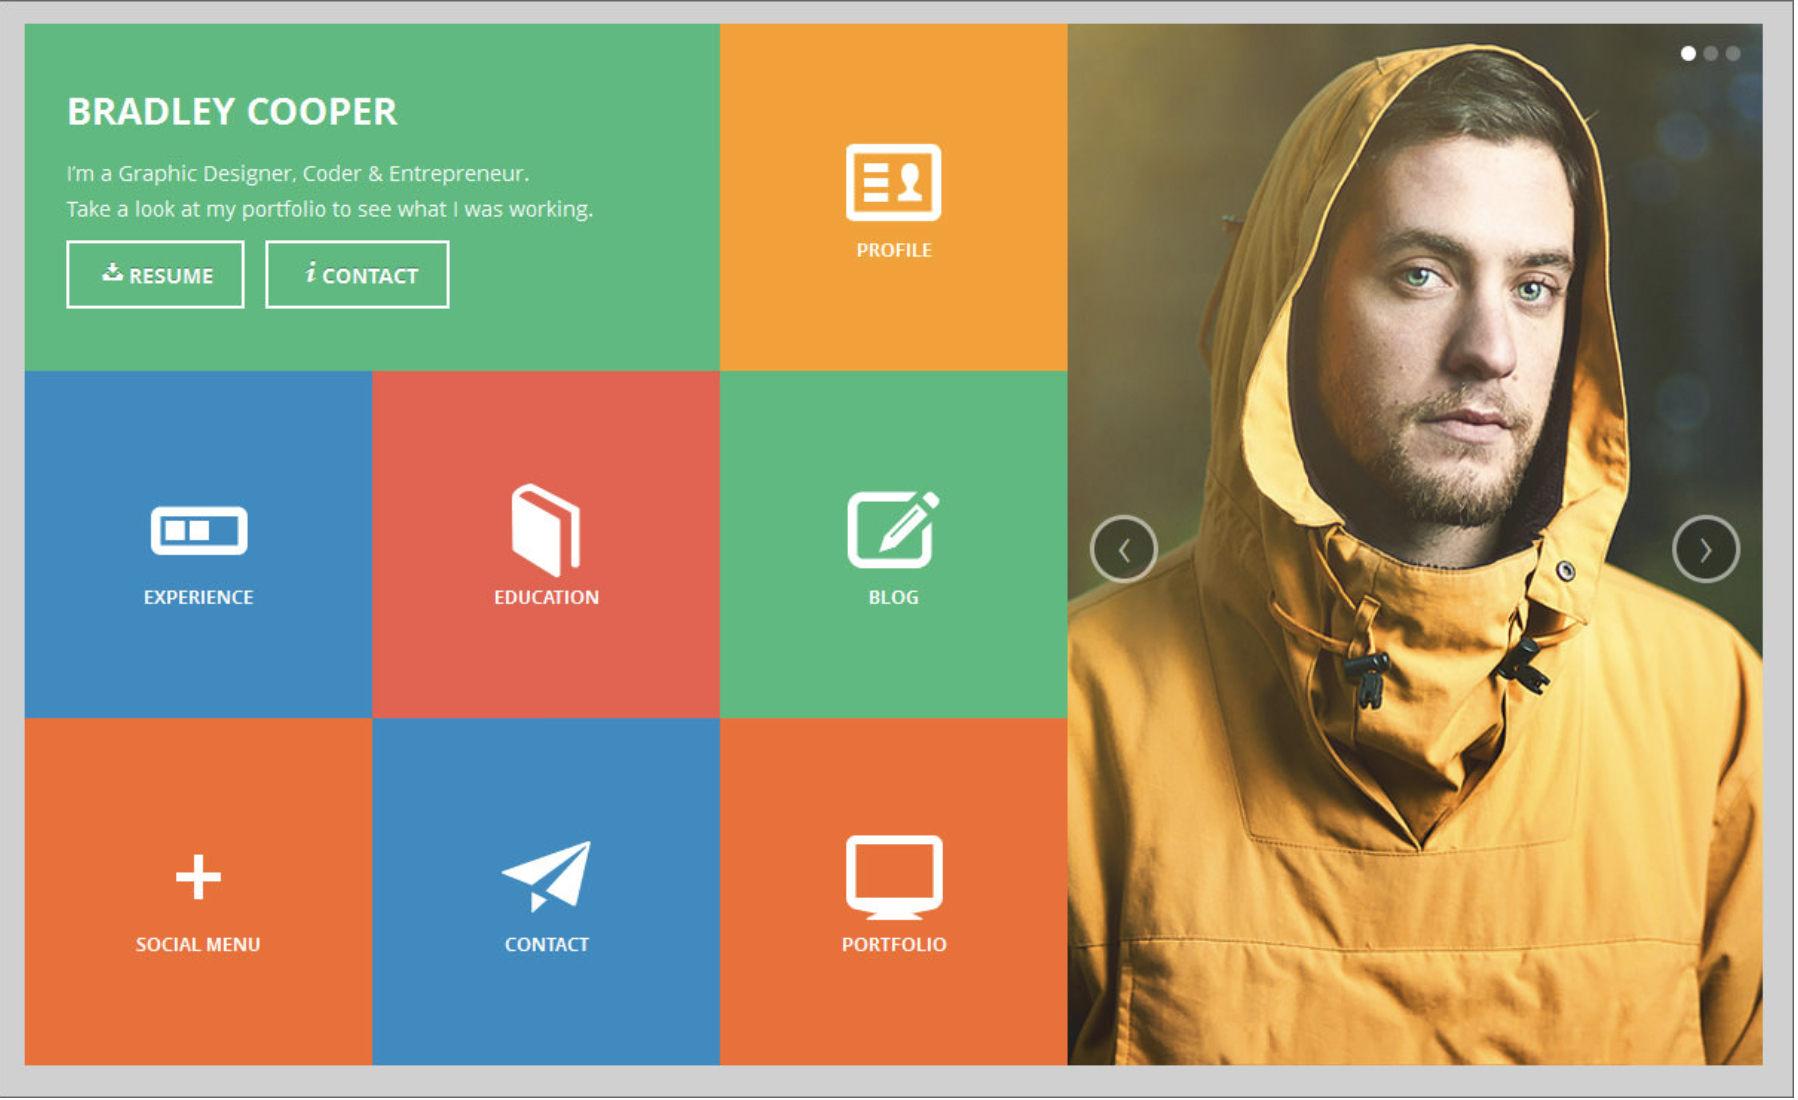 BRADLEY COOPER
I'm a Graphic Designer, Coder & Entrepreneur.
Take a look at my portfolio to see what I was working.
RESUME
i CONTACT
PROFILE
EXPERIENCE
EDUCATION
BLOG
SOCIAL MENU
CONTACT
PORTFOLIO